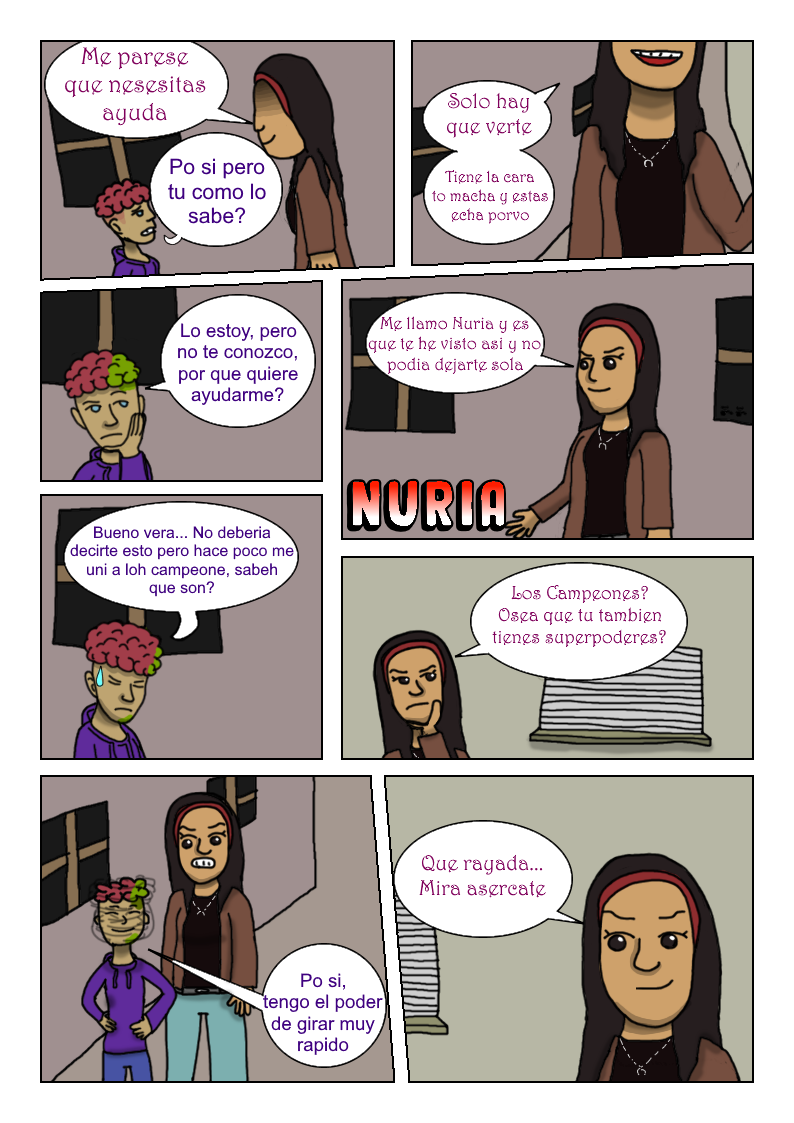 Me parese
que nesesitas
ayuda
Po si pero
tu como lo
sabe?
Solo hay
que verte
Tiene la cara
to macha y estas
echa porvo
Lo estoy, pero
no te conozco,
por que quiere
ayudarme?
Me llamo Nuria y es
que te he visto asi y no
podia dejarte sola
NURIA
Bueno vera... No deberia
decirte esto pero hace poco me
uni a loh campeone, sabeh
que son?
Los Campeones?
Osea que tu tambien
tienes superpoderes?
Po si,
tengo el poder
de girar muy
rapido
Que rayada...
Mira asercate